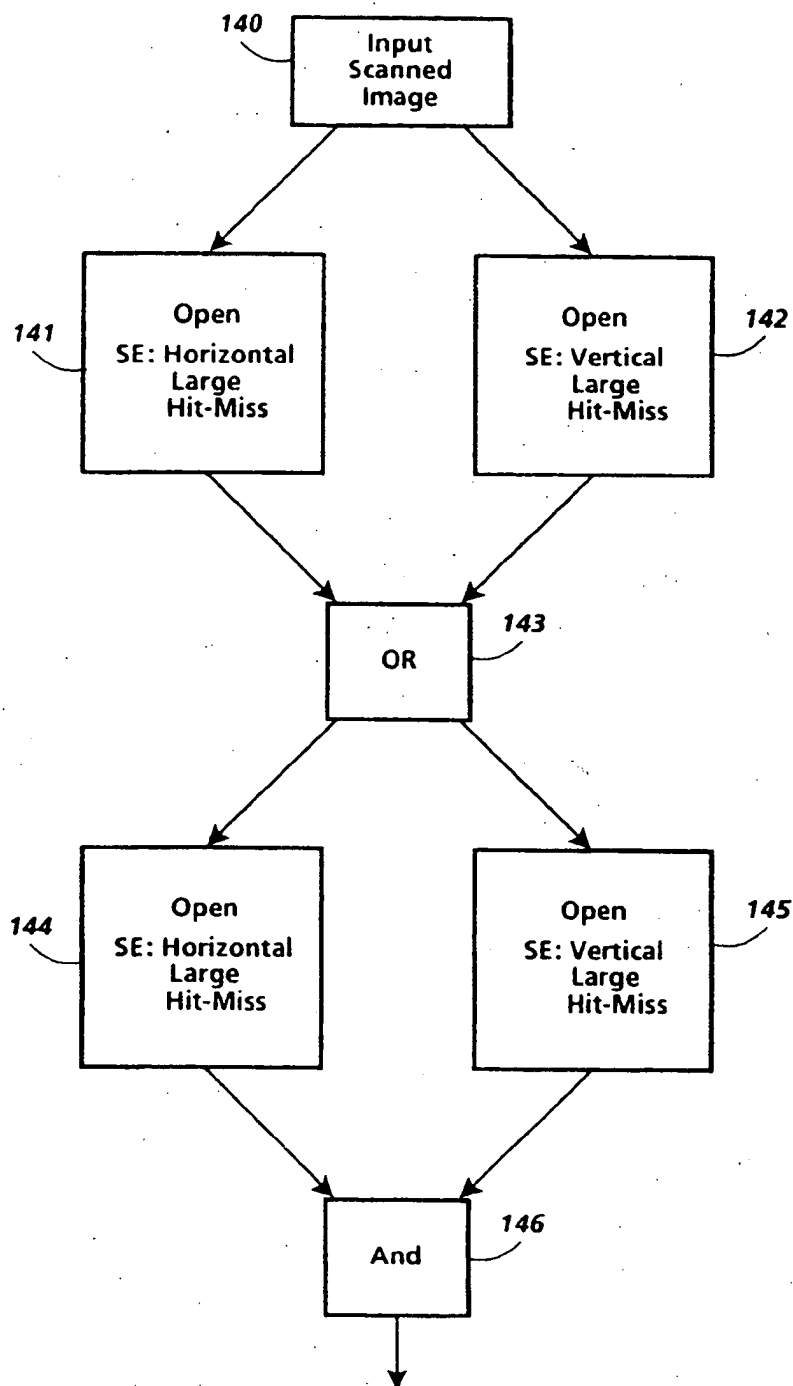 140
Input
Scanned
Image
141
Open
SE: Horizontal
Large
Hit-Miss
Open
SE: Vertical
Large
Hit-Miss
142
OR
143
144
Open
SE: Horizontal
Large
Hit-Miss
Open
SE: Vertical
Large
Hit-Miss
145
And
146